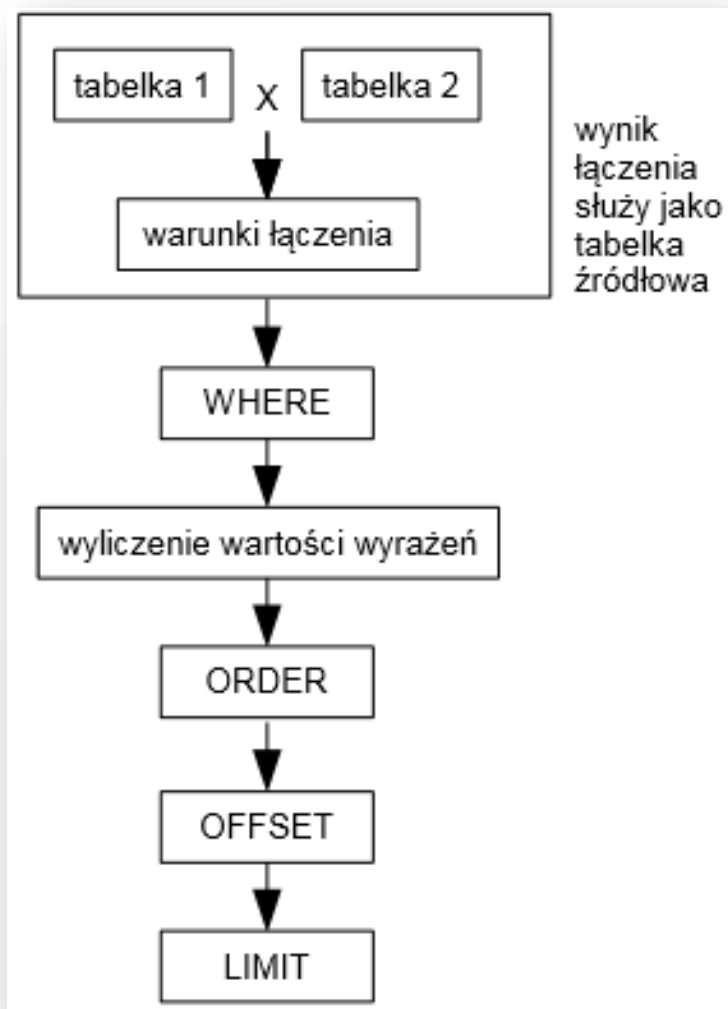 tabelka 1 X tabelka 2
warunki łączenia
wynik
łączenia
służy jako
tabelka
źródłowa
WHERE
wyliczenie wartości wyrażeń
ORDER
OFFSET
LIMIT